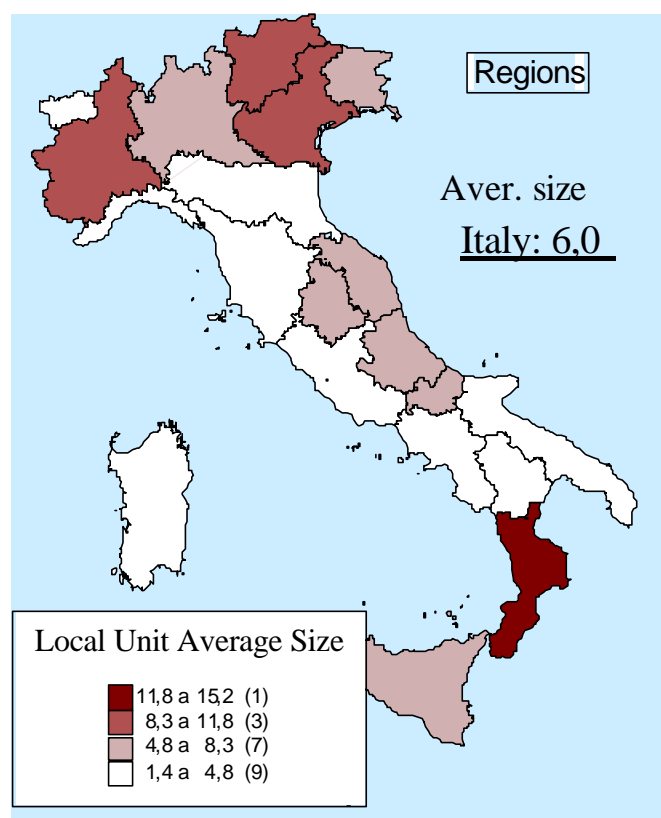 Regions
Aver. size
Italy: 6,0
Local Unit Average Size
11,8 a 15,2 (1)
8,3 a 11,8 (3)
4,8 a 8,3 (7)
1,4 a 4,8 (9)